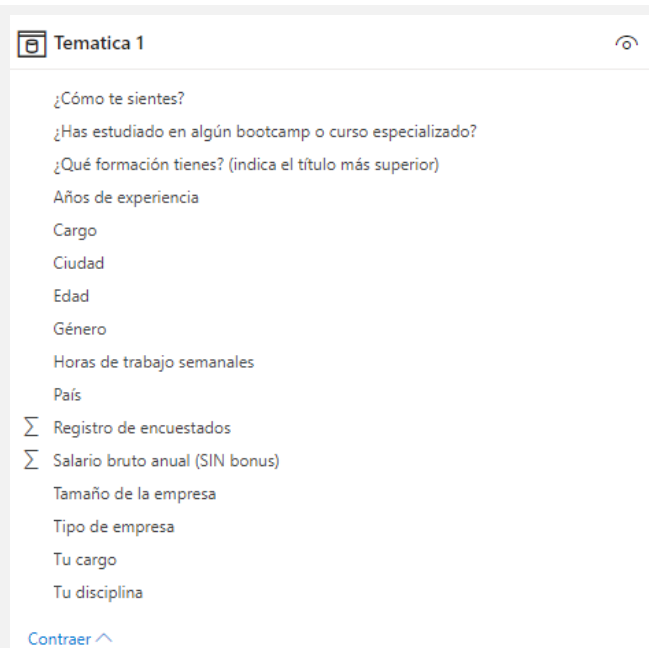 Tematica 1
¿Cómo te sientes?
¿Has estudiado en algún bootcamp o curso especializado?
¿Qué formación tienes? (indica el título más superior)
Años de experiencia
Cargo
Ciudad
Edad
Género
Horas de trabajo semanales
País
∑ Registro de encuestados
∑ Salario bruto anual (SIN bonus)
Tamaño de la empresa
Tipo de empresa
Tu cargo
Tu disciplina
Contraer